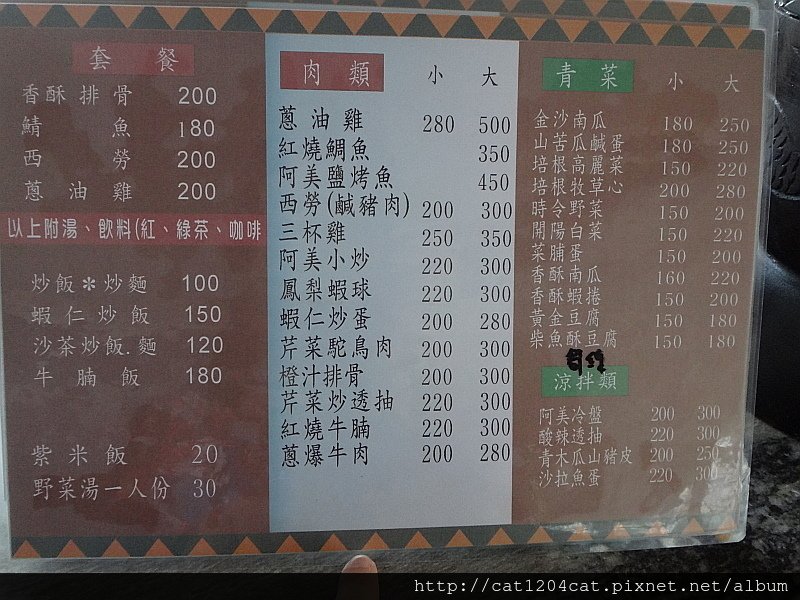 套 餐
香酥排骨 200
鯖 魚 180
西 勞 200
蔥油雞 200
以上附湯、飲料(紅、綠茶、咖啡
炒飯*炒麵 100
蝦仁炒飯 150
沙茶炒飯.麵 120
牛腩飯 180
紫米飯 20
野菜湯一人份 30
肉 類 小 大
蔥油雞 280 500
紅燒鯛魚 350
阿美鹽烤魚 450
西勞(鹹豬肉) 200 300
三杯雞 250 350
阿美小炒 220 300
鳳梨蝦球 220 300
蝦仁炒蛋 200 280
芹菜鴕鳥肉 200 300
橙汁排骨 200 300
芹菜炒透抽 220 300
紅燒牛腩 220 300
蔥爆牛肉 200 280
青 菜 小 大
金沙南瓜 180 250
山苦瓜鹹蛋 180 250
培根高麗菜 150 220
培根牧草心 200 280
時令野菜 150 200
開陽白菜 150 220
菜脯蛋 150 200
香酥南瓜 160 220
香酥蝦捲 150 200
黃金豆腐 150 180
柴魚酥豆腐 150 180
涼拌類
阿美冷盤 200 300
酸辣透抽 220 300
青木瓜山豬皮 200 250
沙拉魚蛋 220 300
http://cat1204cat.pixnet.net/album